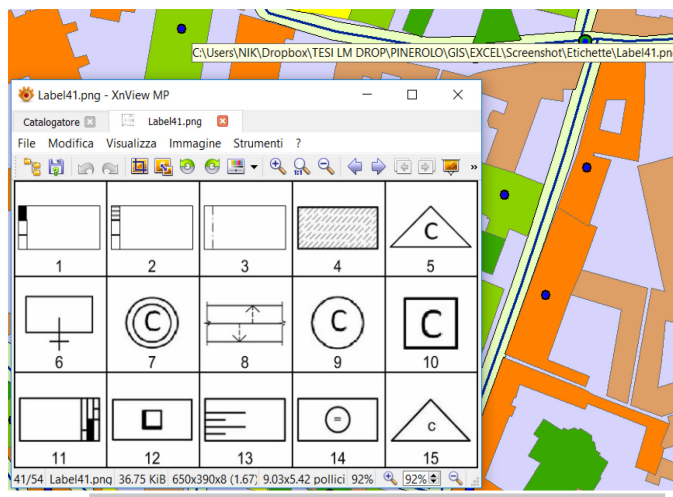 C:\Users\NIK\Dropbox\TESI LM DROP\PINEROLO\GIS\EXCEL\Screenshot\Etichette\Label41.pn
Label41.png - XnView MP
Catalogatore Label41.png
File Modifica Visualizza Immagine Strumenti ?
1:1 »
C
1 2 3 4 5
C C C
6 7 8 9 10
= C
11 12 13 14 15
41/54 Label41.png 36.75 KiB 650x390x8 (1.67) 9.03x5.42 pollici 92% 92%